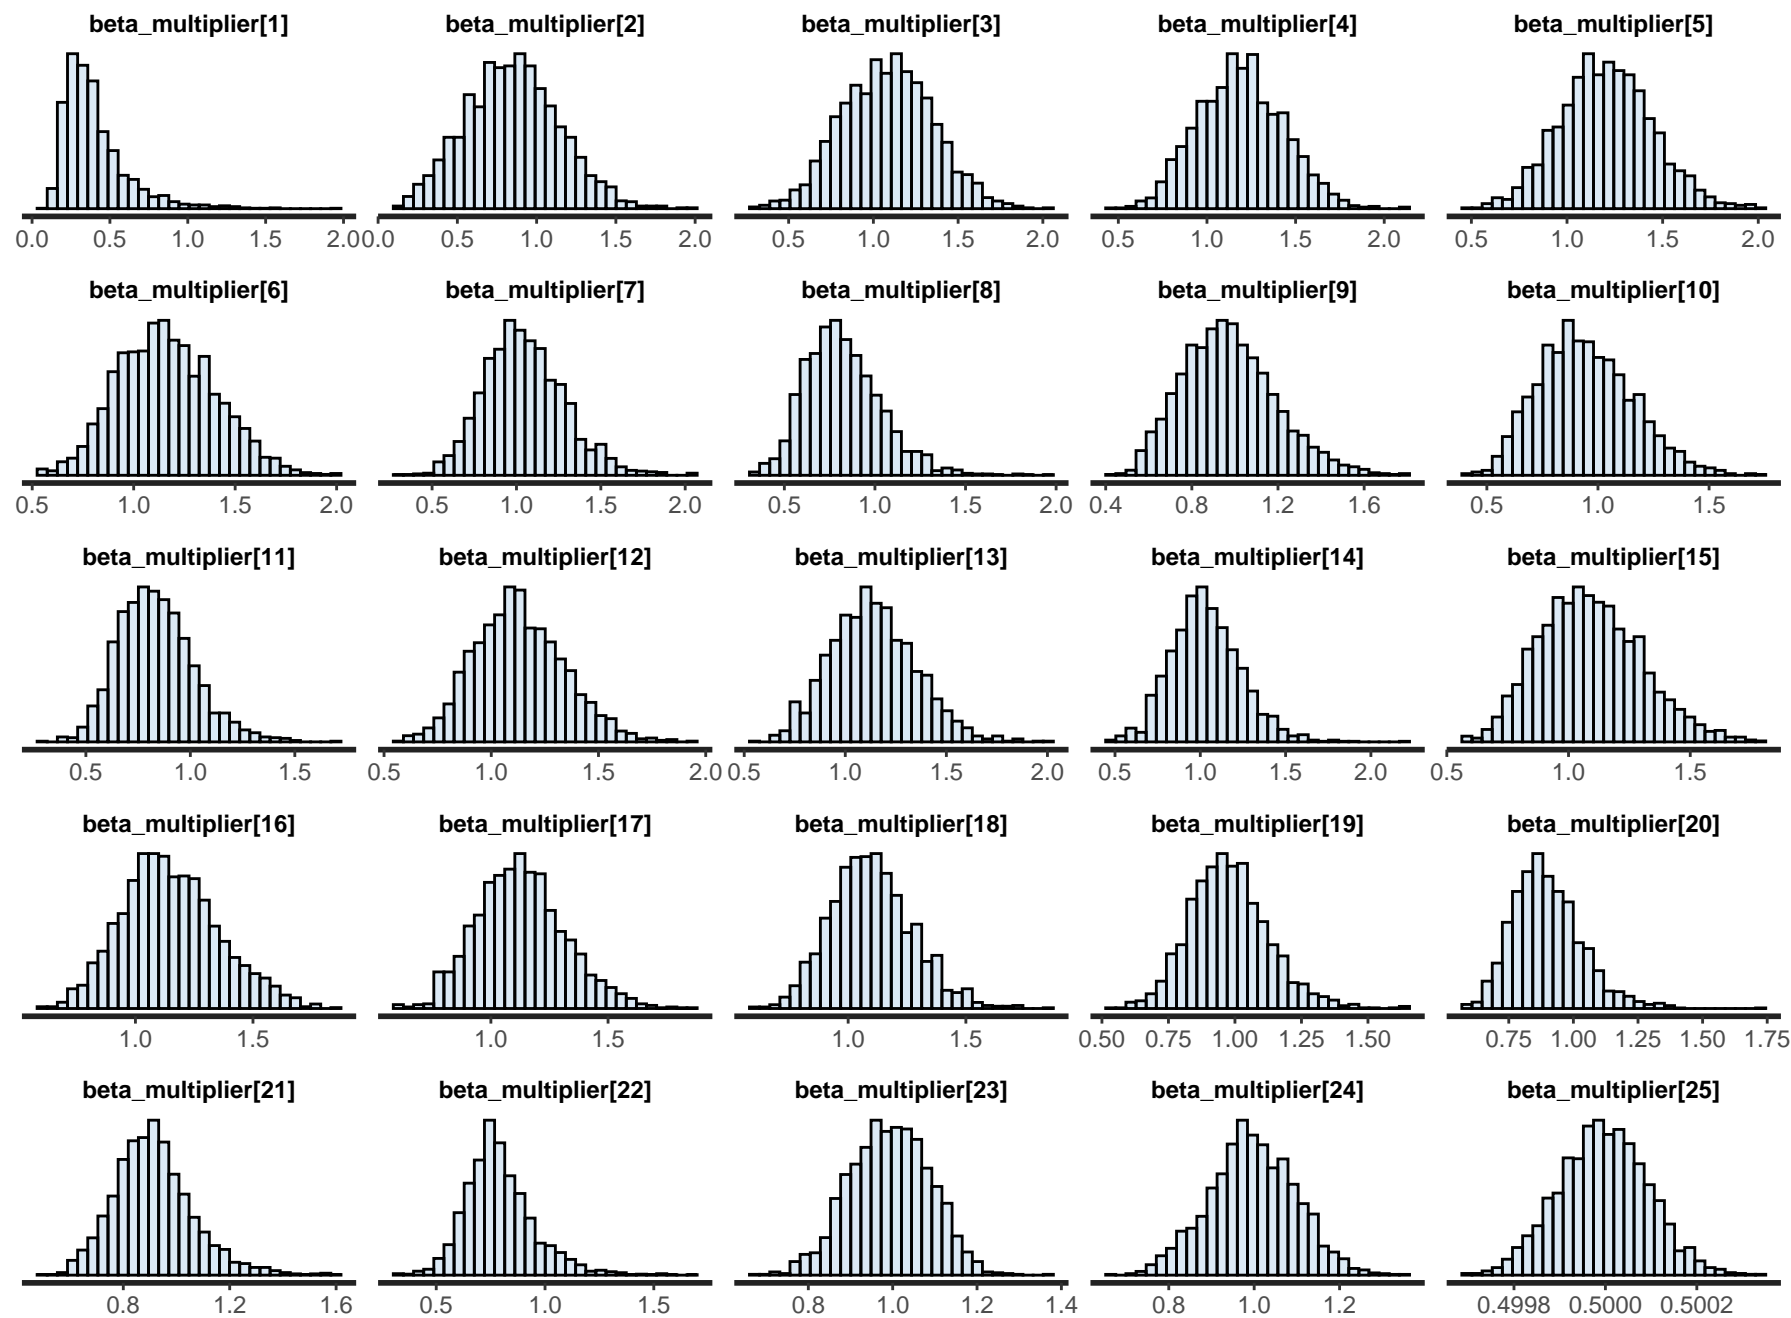 beta_multiplier[1] beta_multiplier[2] beta_multiplier[3] beta_multiplier[4] beta_multiplier[5]
0.0 0.5 1.0 1.5 2.0 0.0 0.5 1.0 1.5 2.0 0.5 1.0 1.5 2.0 0.5 1.0 1.5 2.0 0.5 1.0 1.5 2.0
beta_multiplier[6] beta_multiplier[7] beta_multiplier[8] beta_multiplier[9] beta_multiplier[10]
0.5 1.0 1.5 2.0 0.5 1.0 1.5 2.0 0.5 1.0 1.5 2.0 0.4 0.8 1.2 1.6 0.5 1.0 1.5
beta_multiplier[11] beta_multiplier[12] beta_multiplier[13] beta_multiplier[14] beta_multiplier[15]
0.5 1.0 1.5 0.5 1.0 1.5 2.0 0.5 1.0 1.5 2.0 0.5 1.0 1.5 2.0 0.5 1.0 1.5
beta_multiplier[16] beta_multiplier[17] beta_multiplier[18] beta_multiplier[19] beta_multiplier[20]
1.0 1.5 1.0 1.5 1.0 1.5 0.50 0.75 1.00 1.25 1.50 0.75 1.00 1.25 1.50 1.75
beta_multiplier[21] beta_multiplier[22] beta_multiplier[23] beta_multiplier[24] beta_multiplier[25]
0.8 1.2 1.6 0.5 1.0 1.5 0.8 1.0 1.2 1.4 0.8 1.0 1.2 0.4998 0.5000 0.5002